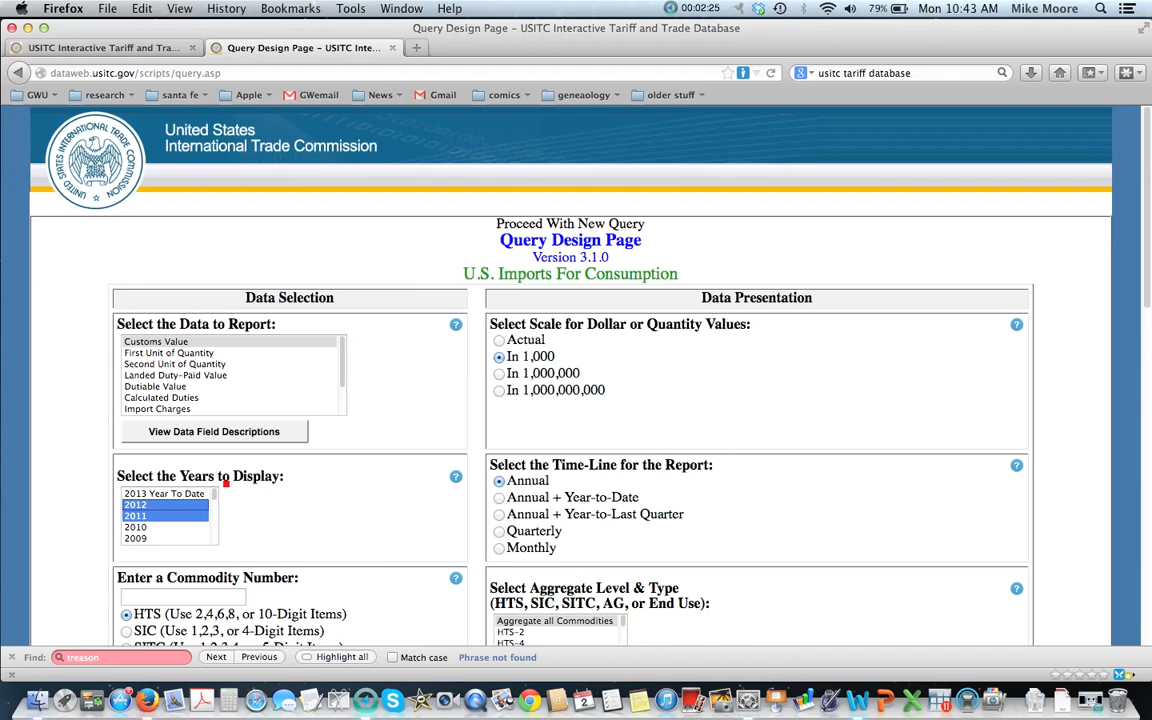 Firefox File Edit View History Bookmarks Tools Window Help 00:02:25 79% Mon 10:43 AM Mike Moore
Query Design Page – USITC Interactive Tariff and Trade Database
USITC Interactive Tariff and Tra... Query Design Page – USITC Inte...
dataweb.usitc.gov/scripts/query.asp usitc tariff database
GWU research santa fe Apple GWemail News Gmail comics geneaology older stuff
UNITED STATES INTERNATIONAL TRADE COMMISSION
United States
International Trade Commission
Proceed With New Query
Query Design Page
Version 3.1.0
U.S. Imports For Consumption
Data Selection
Select the Data to Report:
Customs Value
First Unit of Quantity
Second Unit of Quantity
Landed Duty-Paid Value
Dutiable Value
Calculated Duties
Import Charges
View Data Field Descriptions
Select the Years to Display:
2013 Year To Date
2012
2011
2010
2009
Enter a Commodity Number:
HTS (Use 2,4,6,8, or 10-Digit Items)
SIC (Use 1,2,3, or 4-Digit Items)
Data Presentation
Select Scale for Dollar or Quantity Values:
Actual
In 1,000
In 1,000,000
In 1,000,000,000
Select the Time-Line for the Report:
Annual
Annual + Year-to-Date
Annual + Year-to-Last Quarter
Quarterly
Monthly
Select Aggregate Level & Type
(HTS, SIC, SITC, AG, or End Use):
Aggregate all Commodities
HTS-2
HTS-4
Find: treason Next Previous Highlight all Match case Phrase not found